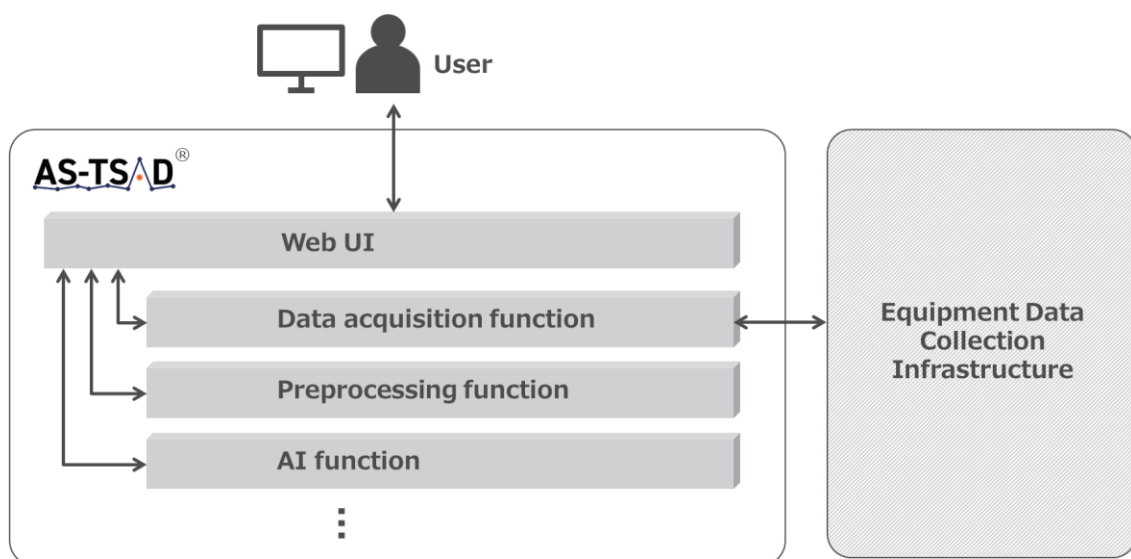 User
AS-TSAD®
Web UI
Data acquisition function
Preprocessing function
AI function
Equipment Data
Collection
Infrastructure